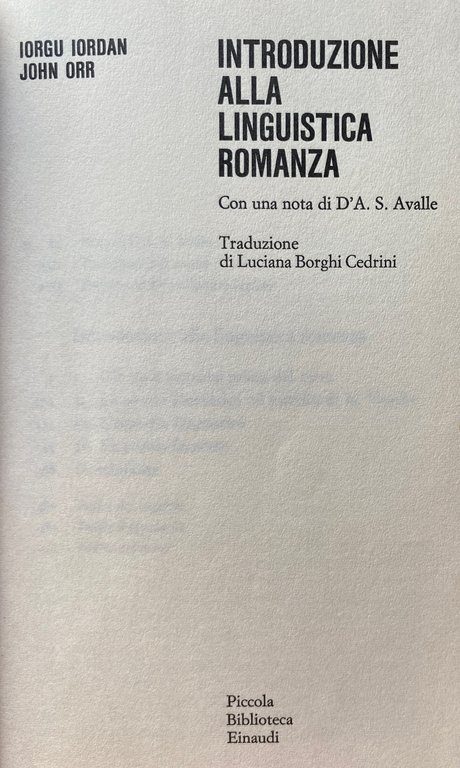 IORGU IORDAN
JOHN ORR
INTRODUZIONE
ALLA
LINGUISTICA
ROMANZA
Con una nota di D'A. S. Avalle
Traduzione
di Luciana Borghi Cedrini
Piccola
Biblioteca
Einaudi